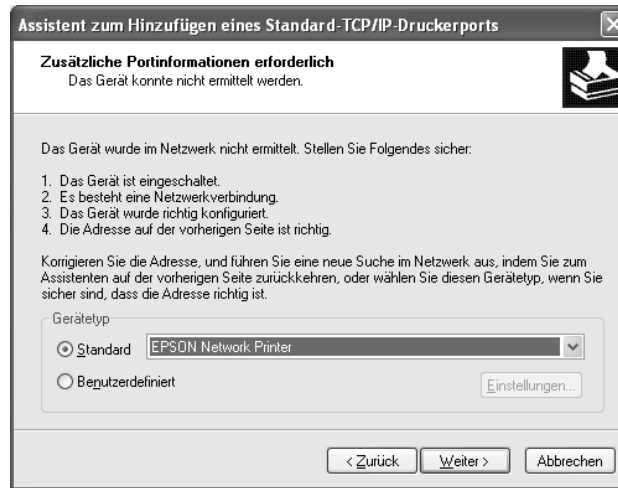 Assistent zum Hinzufügen eines Standard-TCP/IP-Druckerports
Zusätzliche Portinformationen erforderlich
Das Gerät konnte nicht ermittelt werden.
Das Gerät wurde im Netzwerk nicht ermittelt. Stellen Sie Folgendes sicher:
1. Das Gerät ist eingeschaltet.
2. Es besteht eine Netzwerkverbindung.
3. Das Gerät wurde richtig konfiguriert.
4. Die Adresse auf der vorherigen Seite ist richtig.
Korrigieren Sie die Adresse, und führen Sie eine neue Suche im Netzwerk aus, indem Sie zum
Assistenten auf der vorherigen Seite zurückkehren, oder wählen Sie diesen Gerätetyp, wenn Sie
sicher sind, dass die Adresse richtig ist.
Gerätetyp
Standard EPSON Network Printer
Benutzerdefiniert Einstellungen...
< Zurück Weiter > Abbrechen